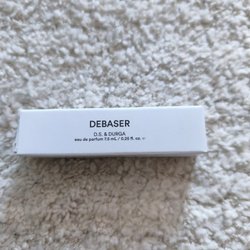 DEBASER
D.S. & DURGA
eau de parfum 7.5 mL / 0.25 fl. oz. e